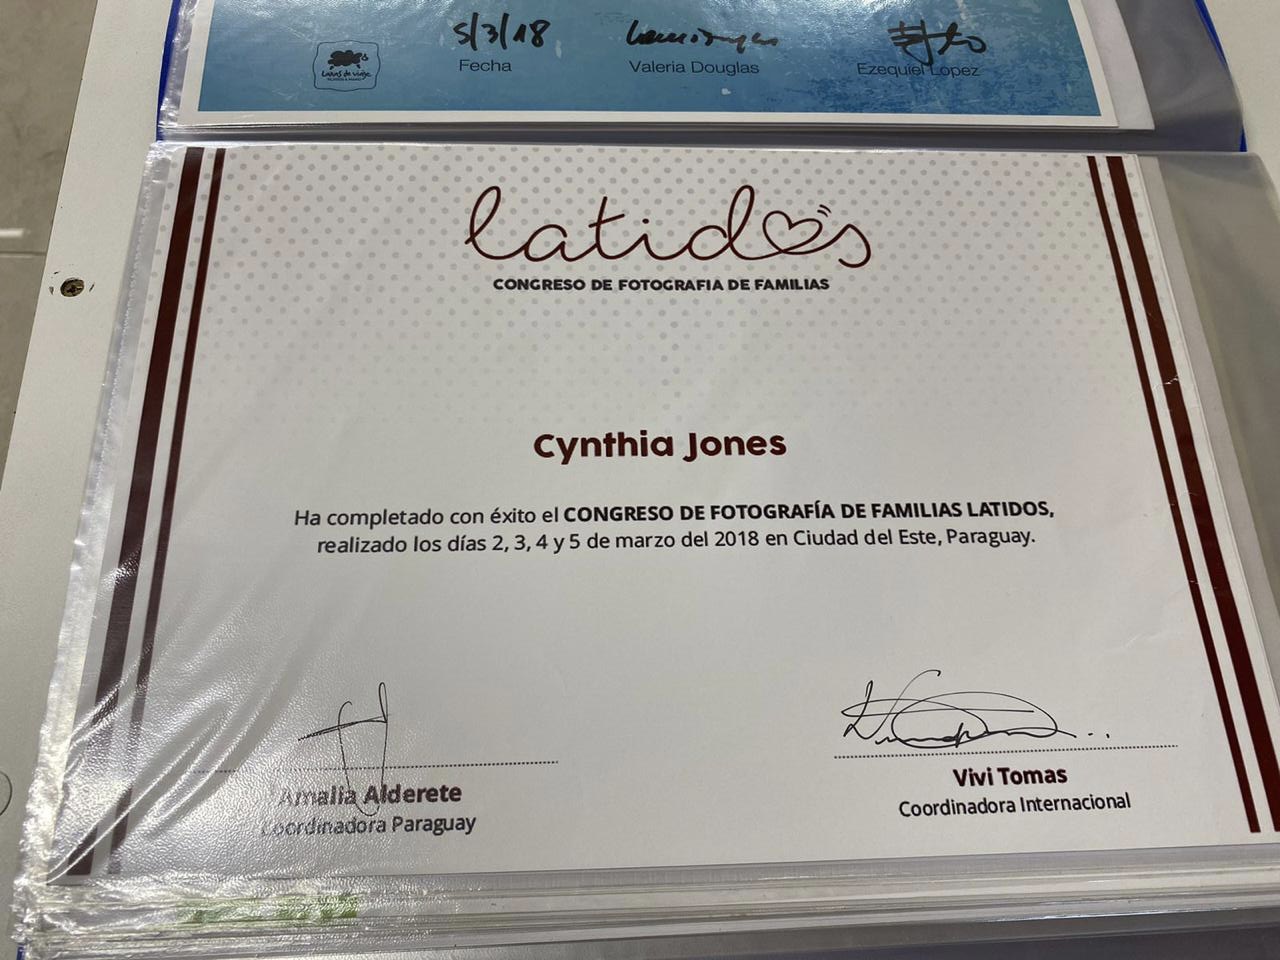 5/3/18
Fecha
Valeria Douglas
Ezequiel Lopez
latidos
CONGRESO DE FOTOGRAFIA DE FAMILIAS
Cynthia Jones
Ha completado con éxito el CONGRESO DE FOTOGRAFÍA DE FAMILIAS LATIDOS,
realizado los días 2, 3, 4 y 5 de marzo del 2018 en Ciudad del Este, Paraguay.
Amalia Alderete
Coordinadora Paraguay
Vivi Tomas
Coordinadora Internacional